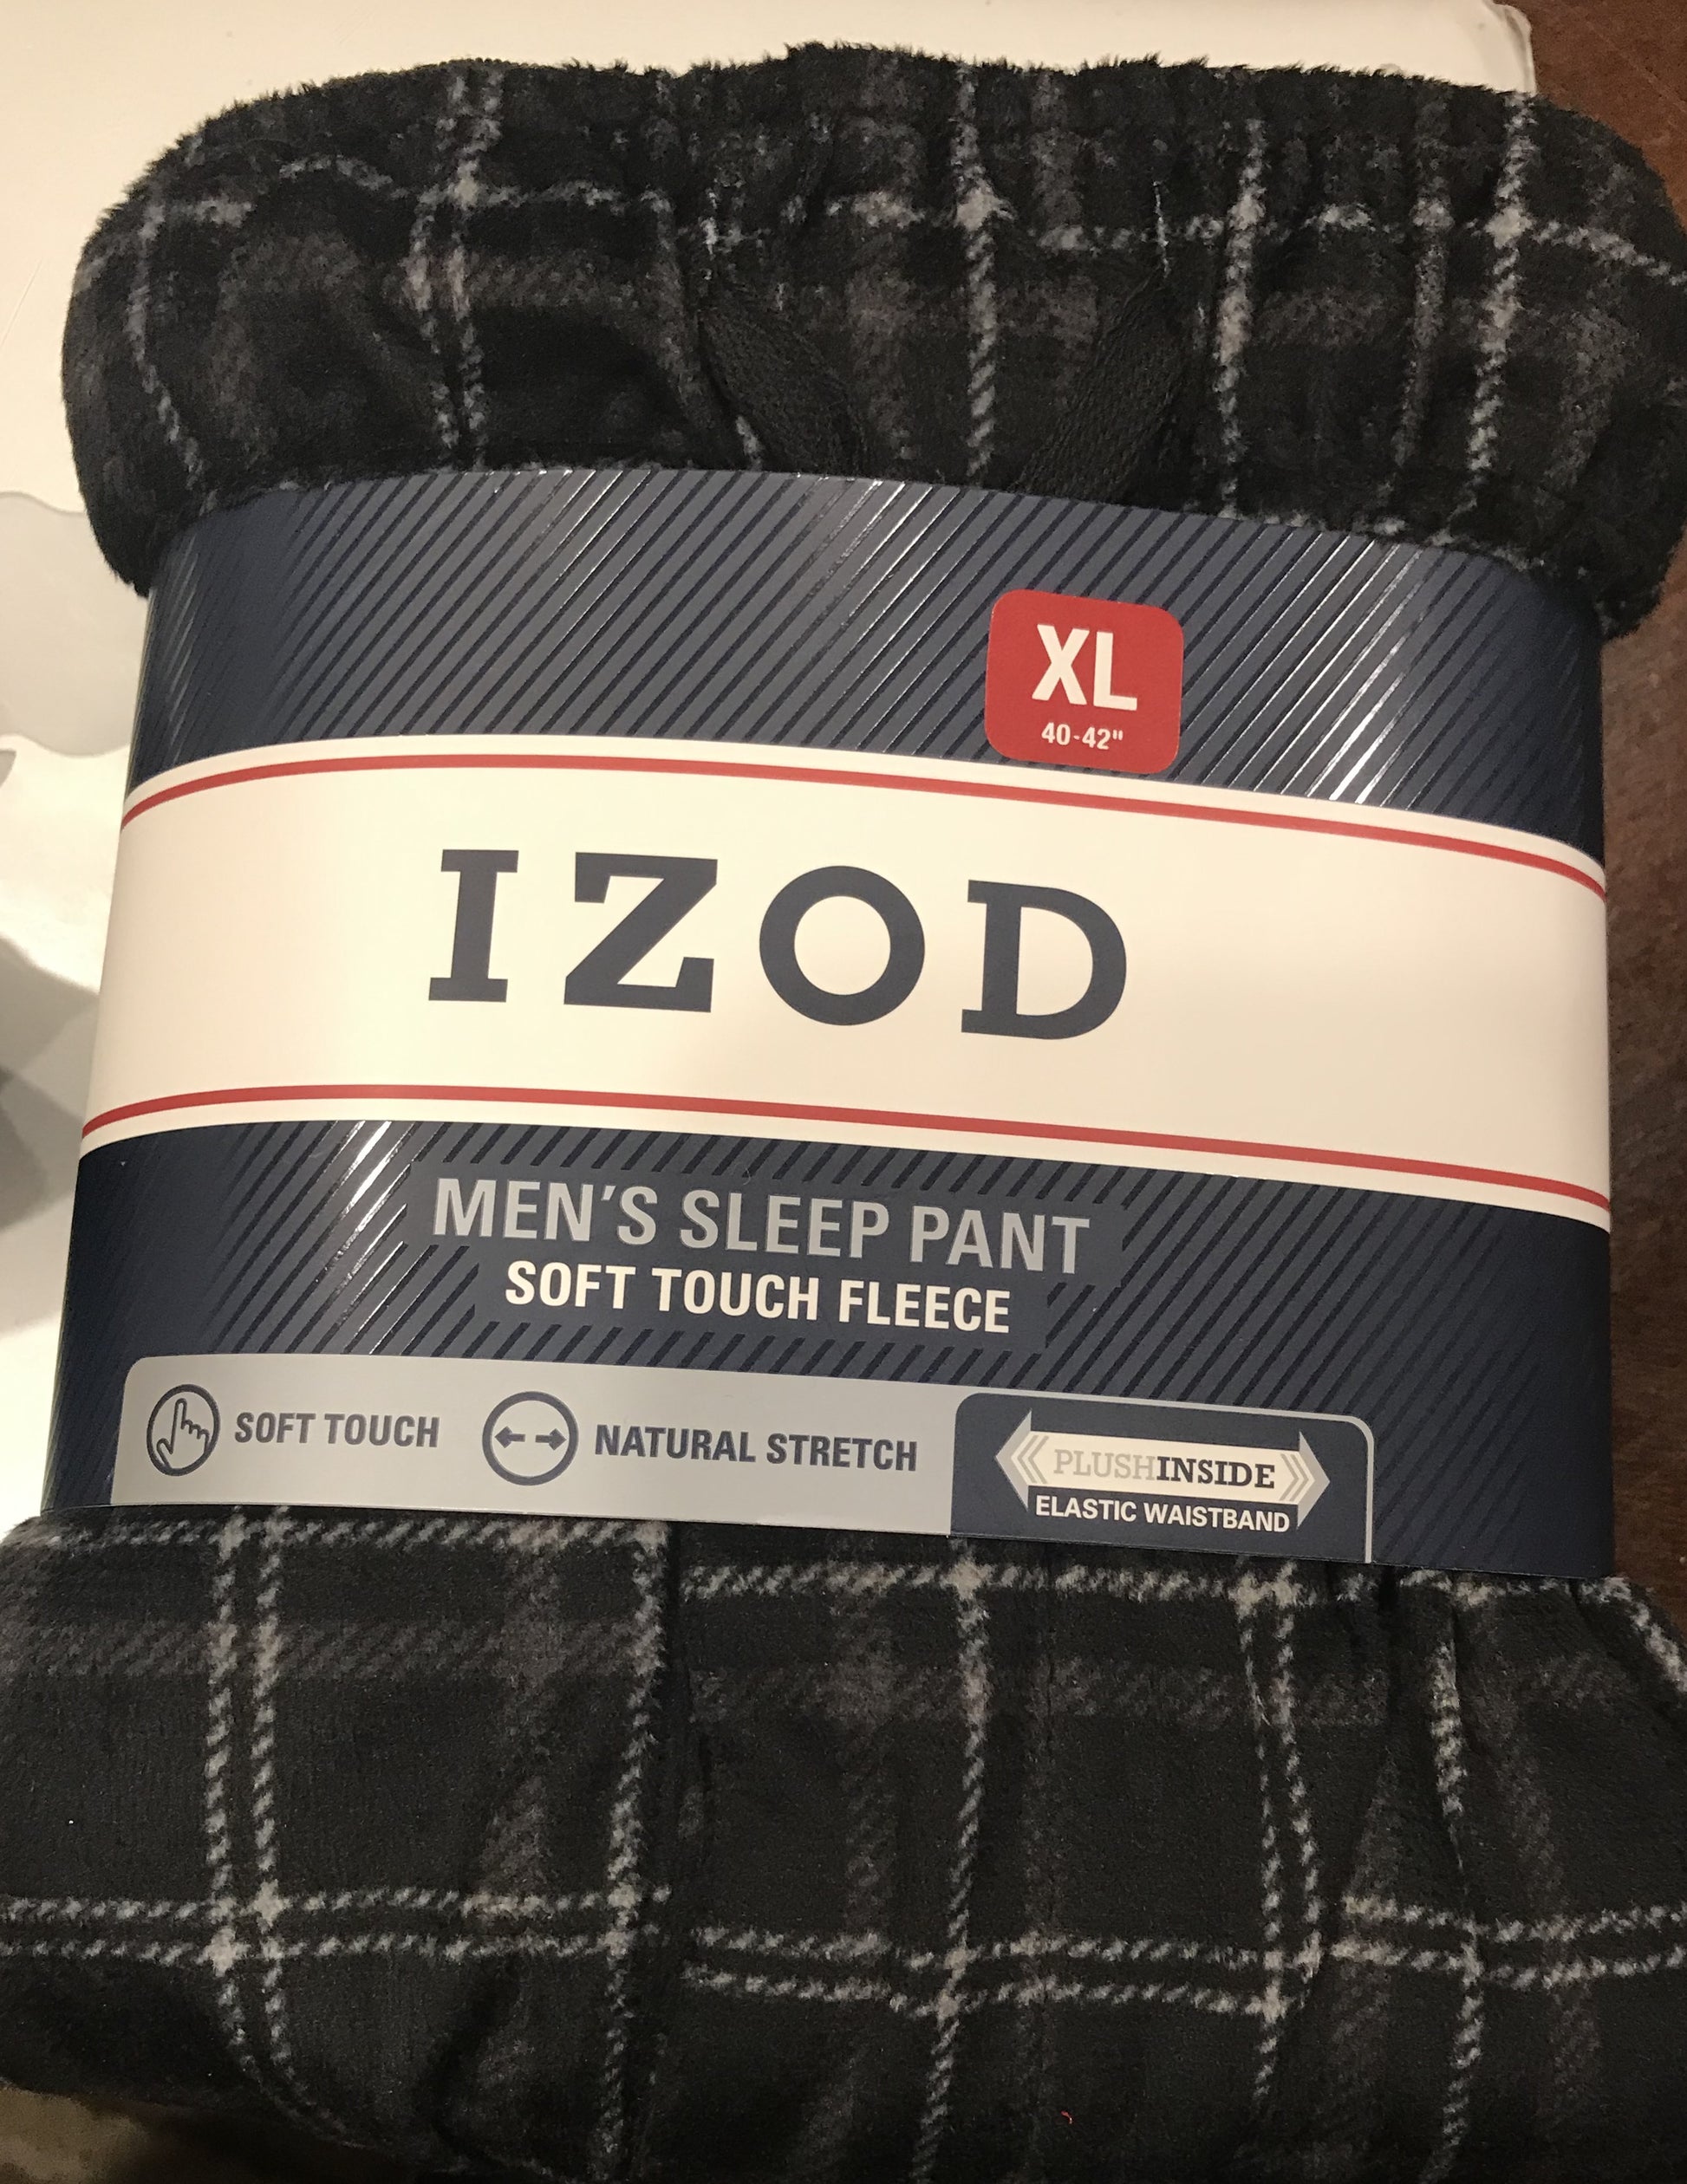 XL
40-42"
IZOD
MEN'S SLEEP PANT
SOFT TOUCH FLEECE
SOFT TOUCH
NATURAL STRETCH
PLUSHINSIDE
ELASTIC WAISTBAND